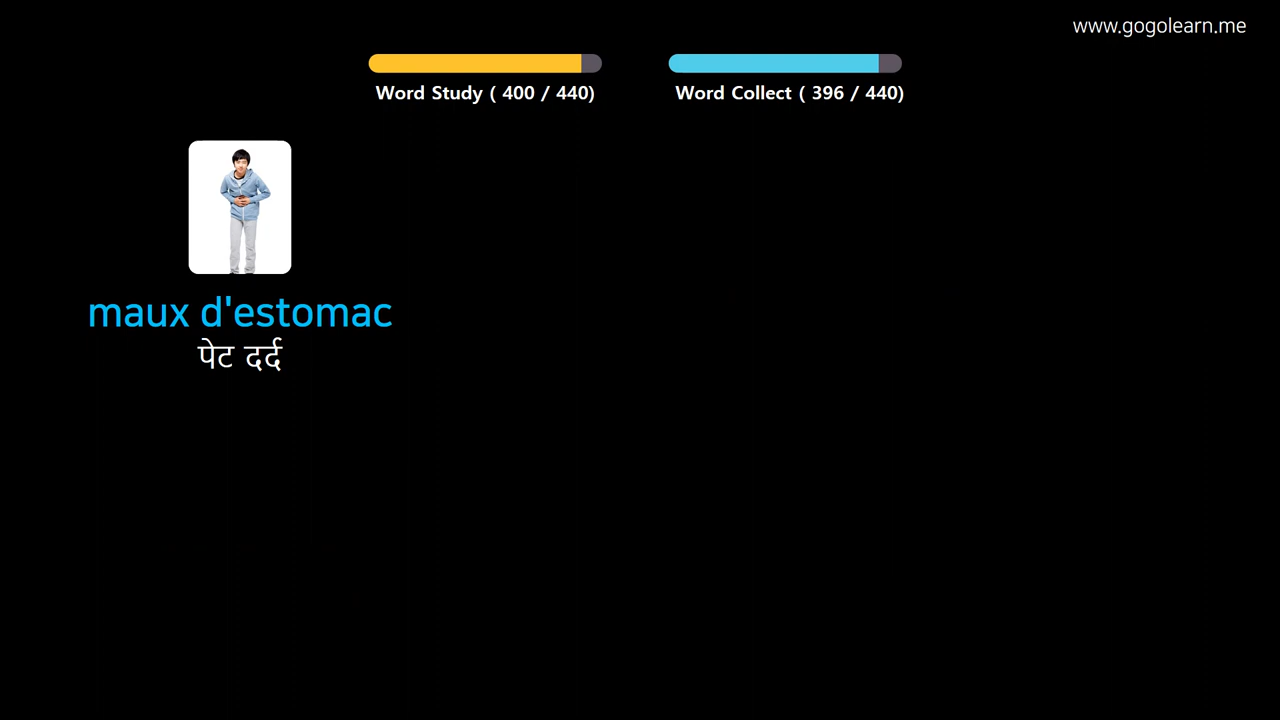 www.gogolearn.me
Word Study ( 400 / 440)
Word Collect ( 396 / 440)
maux d'estomac
पेट दर्द